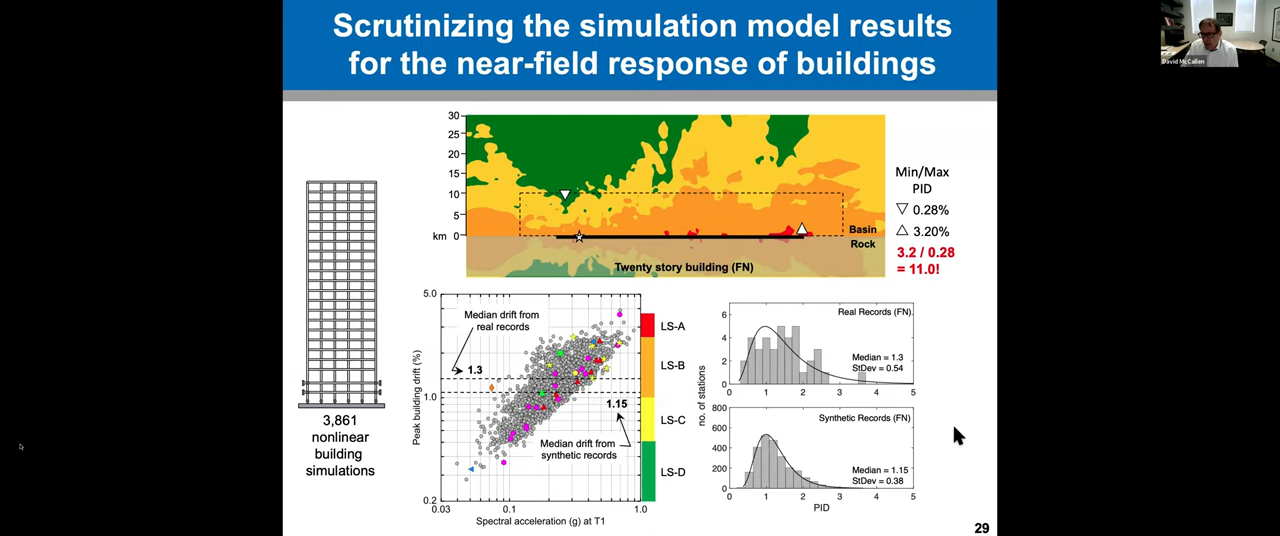 Scrutinizing the simulation model results
for the near-field response of buildings
David McCallen
30
25
20
15
10
5
km 0
Basin
Rock
Twenty story building (FN)
Min/Max
PID
▽ 0.28%
△ 3.20%
3.2 / 0.28
= 11.0!
3,861
nonlinear
building
simulations
5.0
1.0
0.2
Peak building drift (%)
Median drift from
real records
1.3
1.15
Median drift from
synthetic records
0.03
0.1
1.0
Spectral acceleration (g) at T1
LS-A
LS-B
LS-C
LS-D
no. of stations
6
4
2
0
Real Records (FN)
Median = 1.3
StDev = 0.54
0 1 2 3 4 5
800
600
400
200
0
Synthetic Records (FN)
Median = 1.15
StDev = 0.38
0 1 2 3 4 5
PID
29